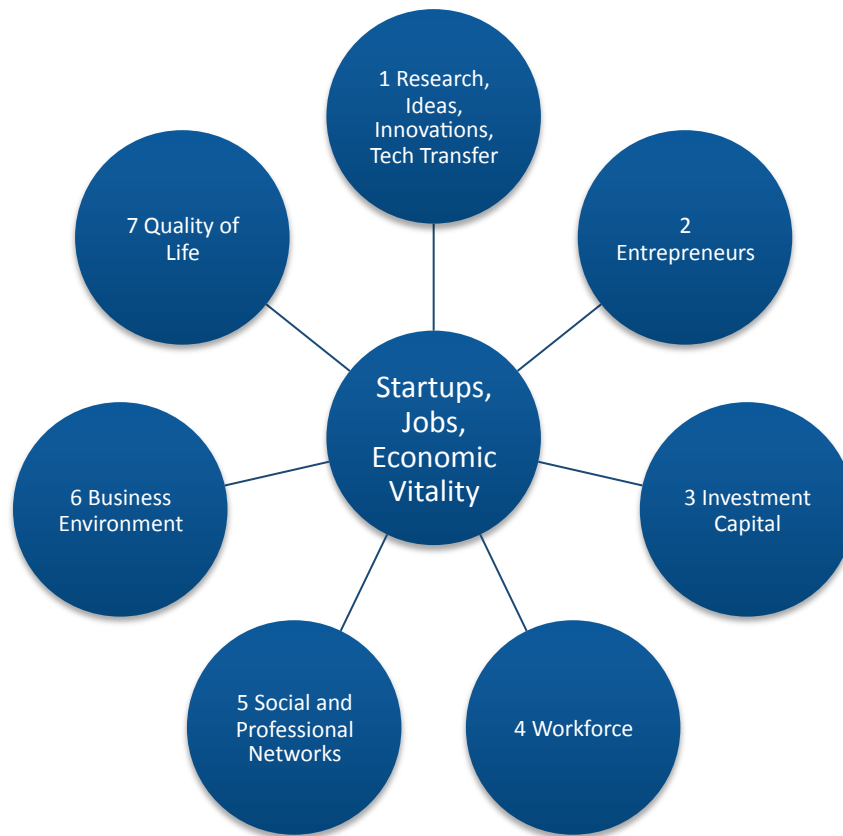 1 Research,
Ideas,
Innovations,
Tech Transfer
2
Entrepreneurs
3 Investment
Capital
4 Workforce
5 Social and
Professional
Networks
6 Business
Environment
7 Quality of
Life
Startups,
Jobs,
Economic
Vitality